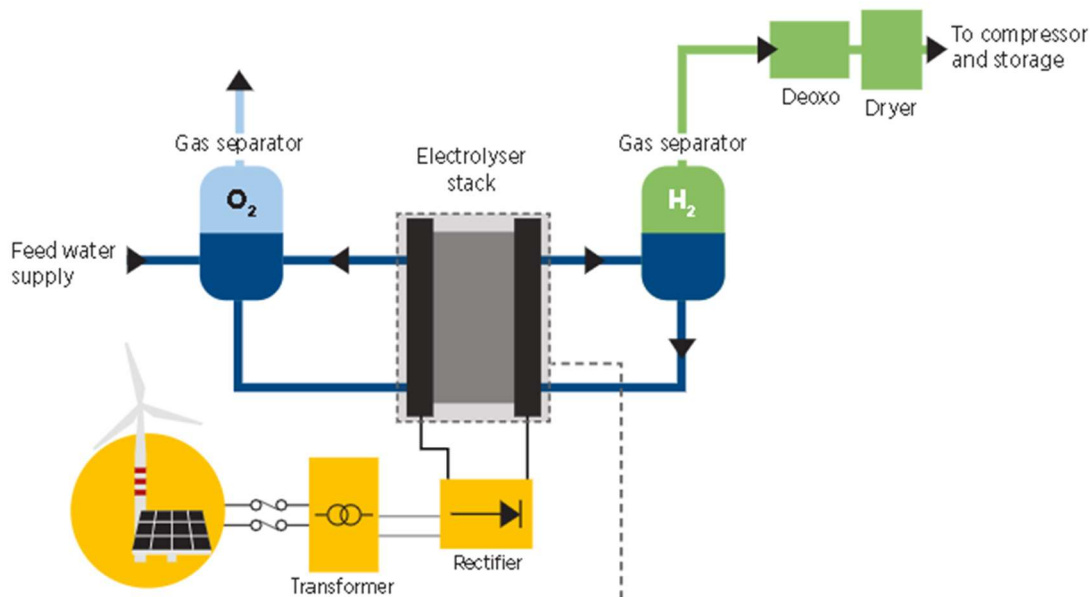 To compressor
and storage
Deoxo
Dryer
Gas separator
Electrolyser
stack
Gas separator
O₂
H₂
Feed water
supply
Transformer
Rectifier